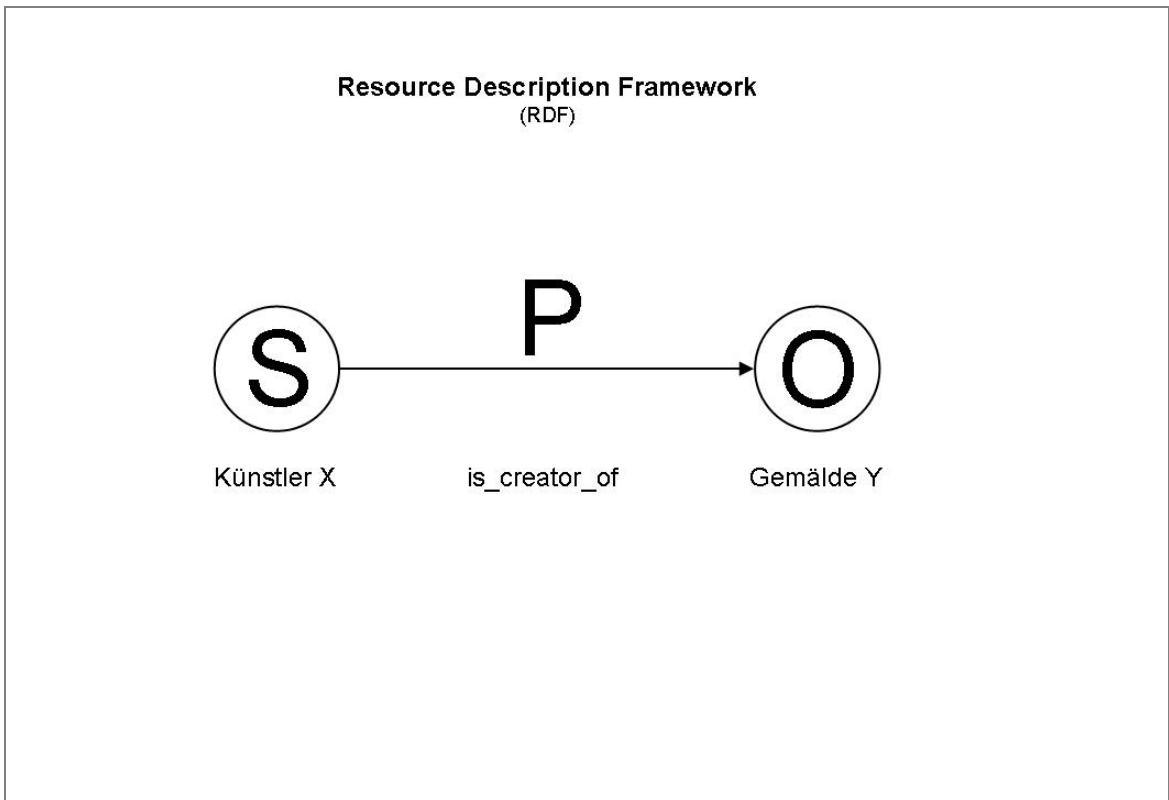 Resource Description Framework
(RDF)
P
S
O
Künstler X is_creator_of Gemälde Y